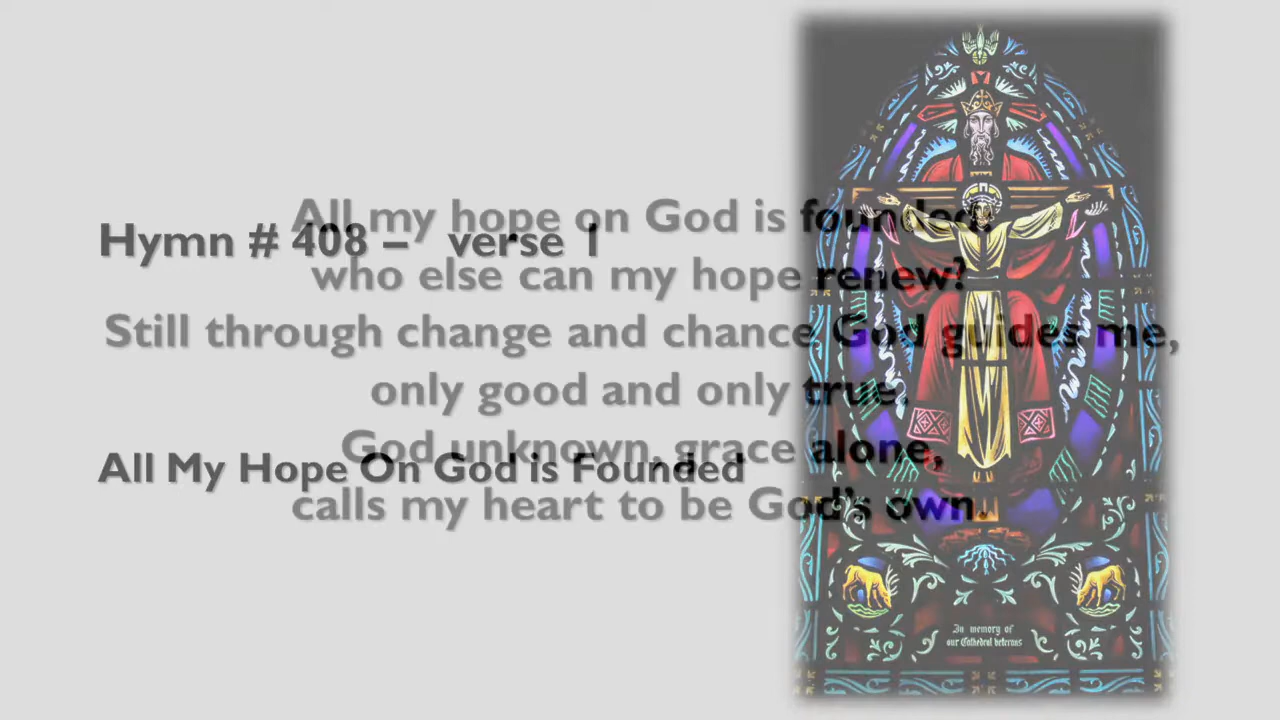 Hymn # 408 – verse 1
All My Hope On God is Founded
All my hope on God is founded,
who else can my hope renew?
Still through change and chance God guides me,
only good and only true.
God unknown, grace alone,
calls my heart to be God's own.
In memory of
our Cathedral veterans